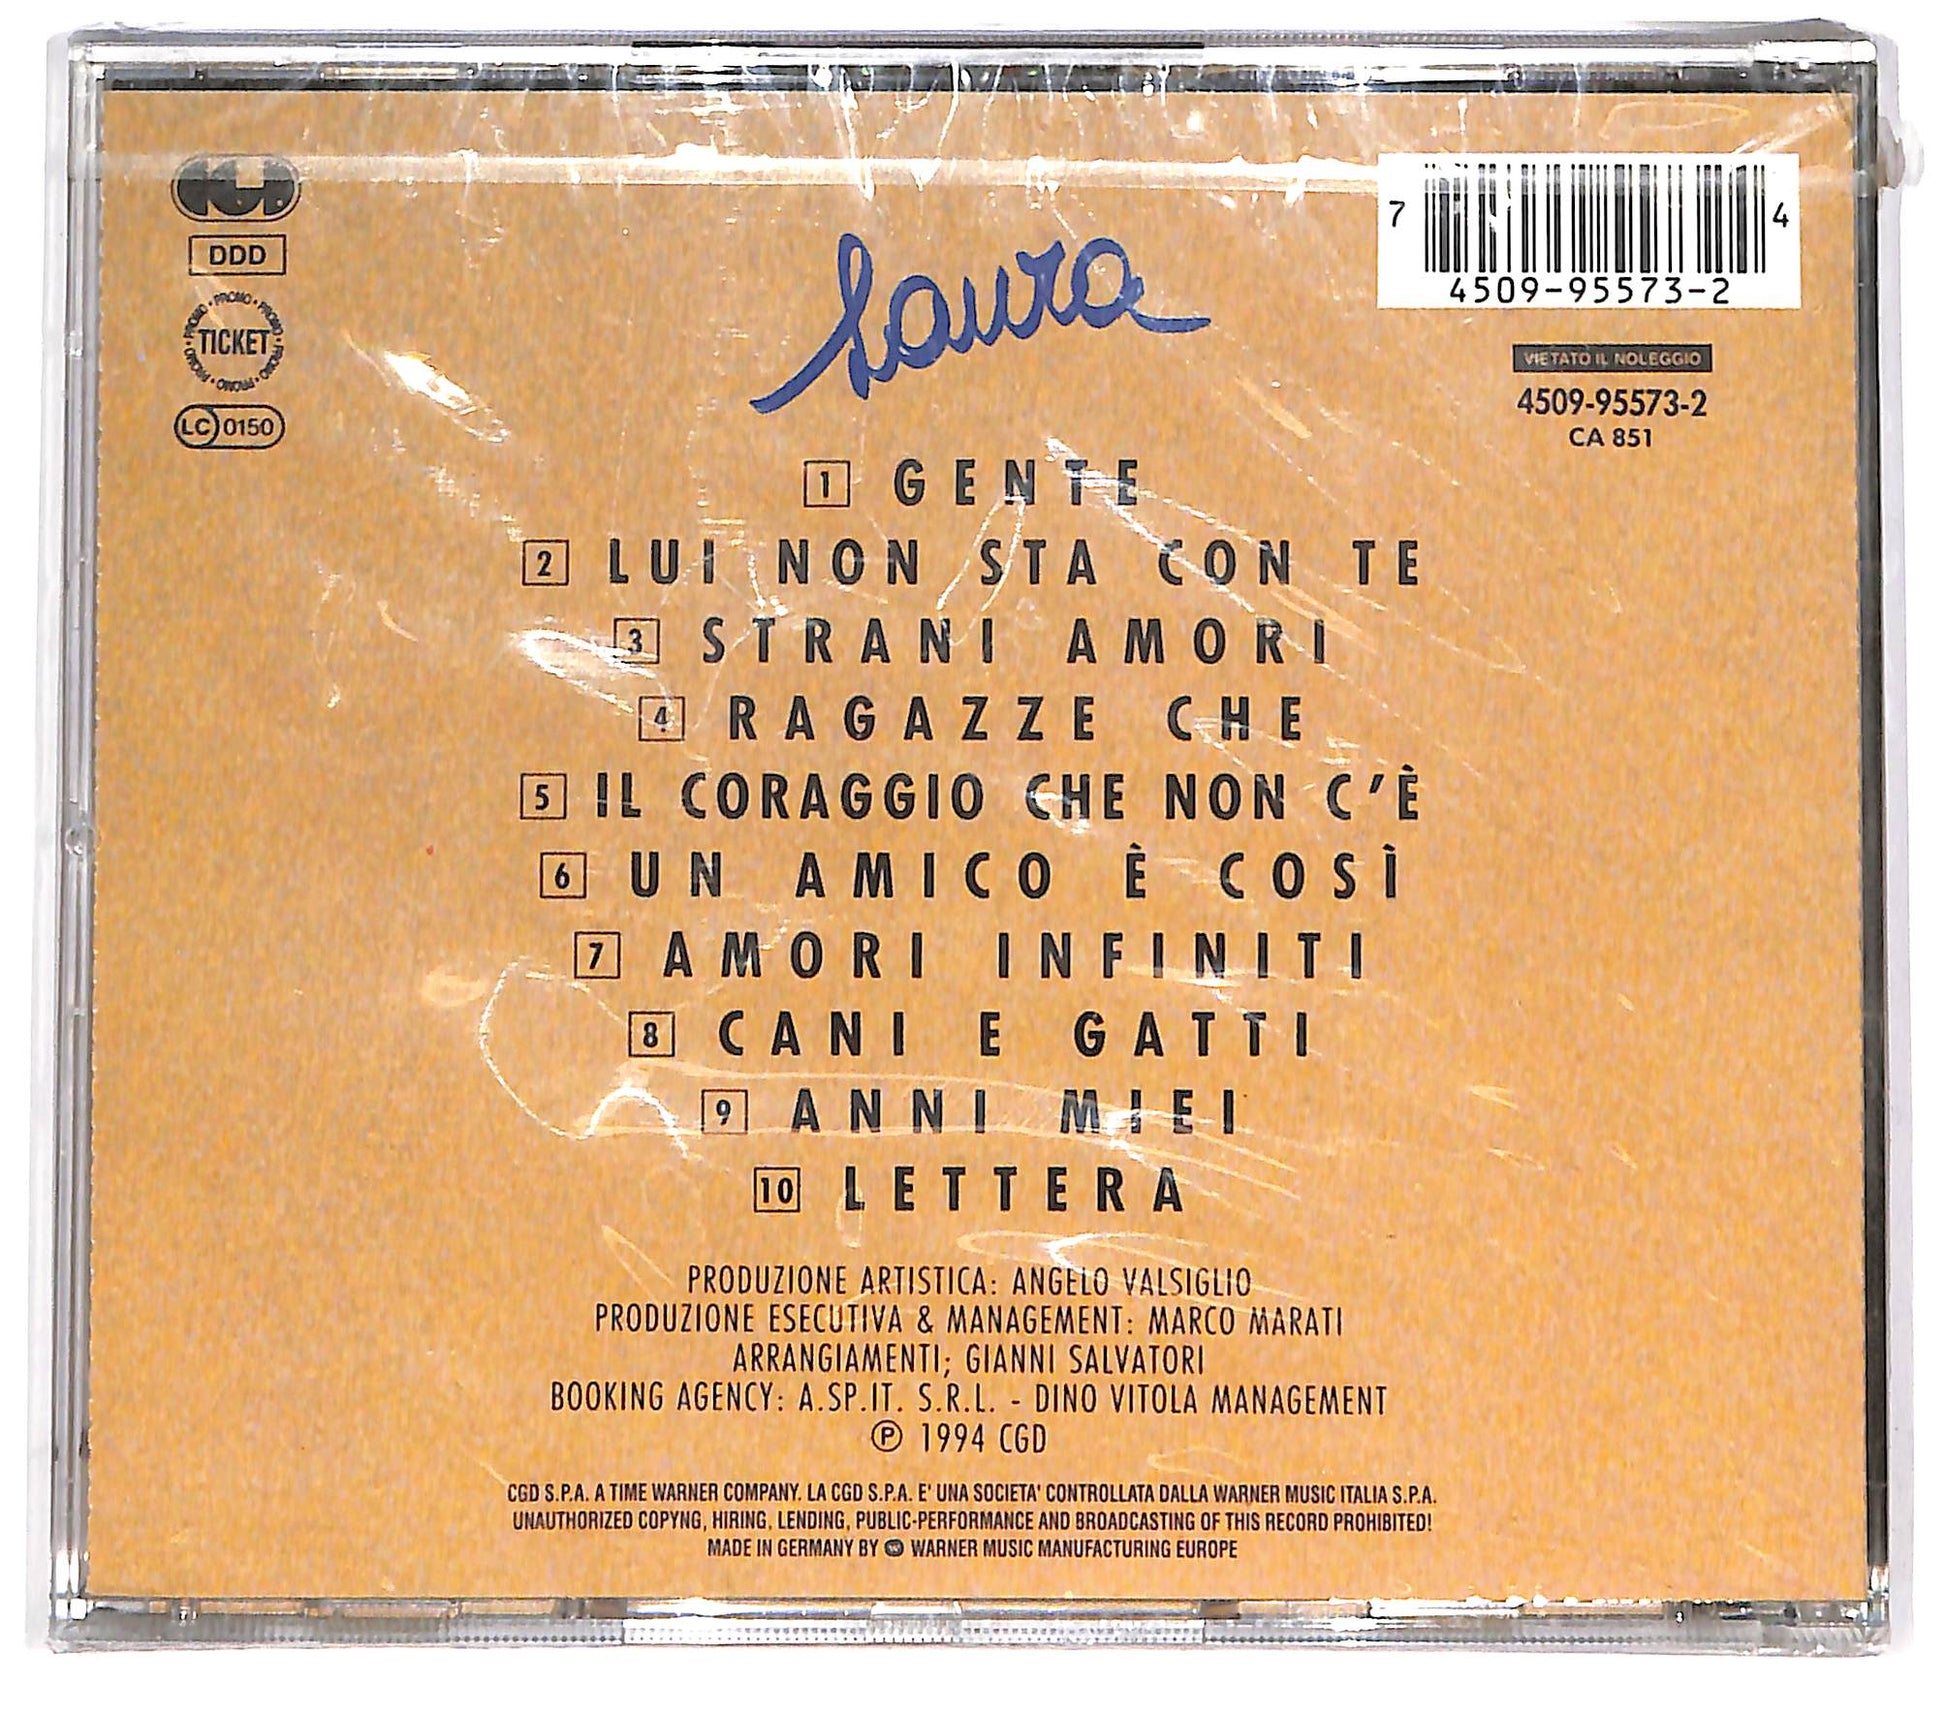 CGD
DDD
PROMO · PROMO · PROMO · PROMO · PROMO · PROMO ·
TICKET
LC 0150
Laura
7 4509-95573-2 4
VIETATO IL NOLEGGIO
4509-95573-2
CA 851
1 GENTE
2 LUI NON STA CON TE
3 STRANI AMORI
4 RAGAZZE CHE
5 IL CORAGGIO CHE NON C'È
6 UN AMICO È COSÌ
7 AMORI INFINITI
8 CANI E GATTI
9 ANNI MIEI
10 LETTERA
PRODUZIONE ARTISTICA: ANGELO VALSIGLIO
PRODUZIONE ESECUTIVA & MANAGEMENT: MARCO MARATI
ARRANGIAMENTI; GIANNI SALVATORI
BOOKING AGENCY: A.SP.IT. S.R.L. - DINO VITOLA MANAGEMENT
℗ 1994 CGD
CGD S.P.A. A TIME WARNER COMPANY. LA CGD S.P.A. E' UNA SOCIETA' CONTROLLATA DALLA WARNER MUSIC ITALIA S.P.A.
UNAUTHORIZED COPYNG, HIRING, LENDING, PUBLIC-PERFORMANCE AND BROADCASTING OF THIS RECORD PROHIBITED!
MADE IN GERMANY BY WARNER MUSIC MANUFACTURING EUROPE